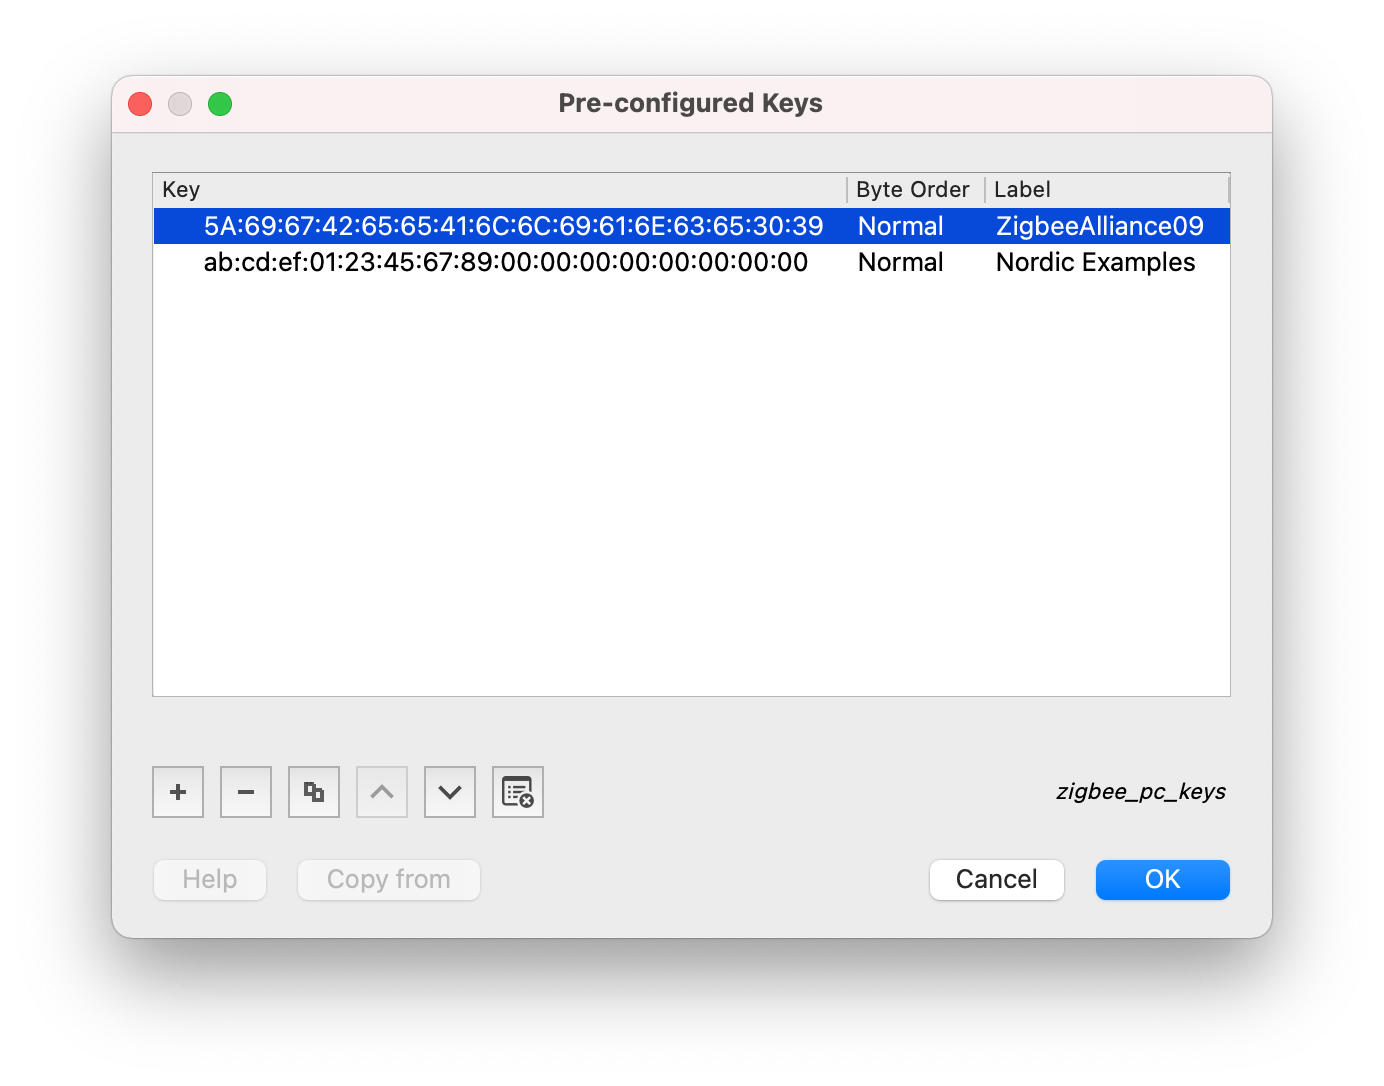 Pre-configured Keys
Key Byte Order Label
5A:69:67:42:65:65:41:6C:6C:69:61:6E:63:65:30:39 Normal ZigbeeAlliance09
ab:cd:ef:01:23:45:67:89:00:00:00:00:00:00:00:00 Normal Nordic Examples
zigbee_pc_keys
Help Copy from Cancel OK